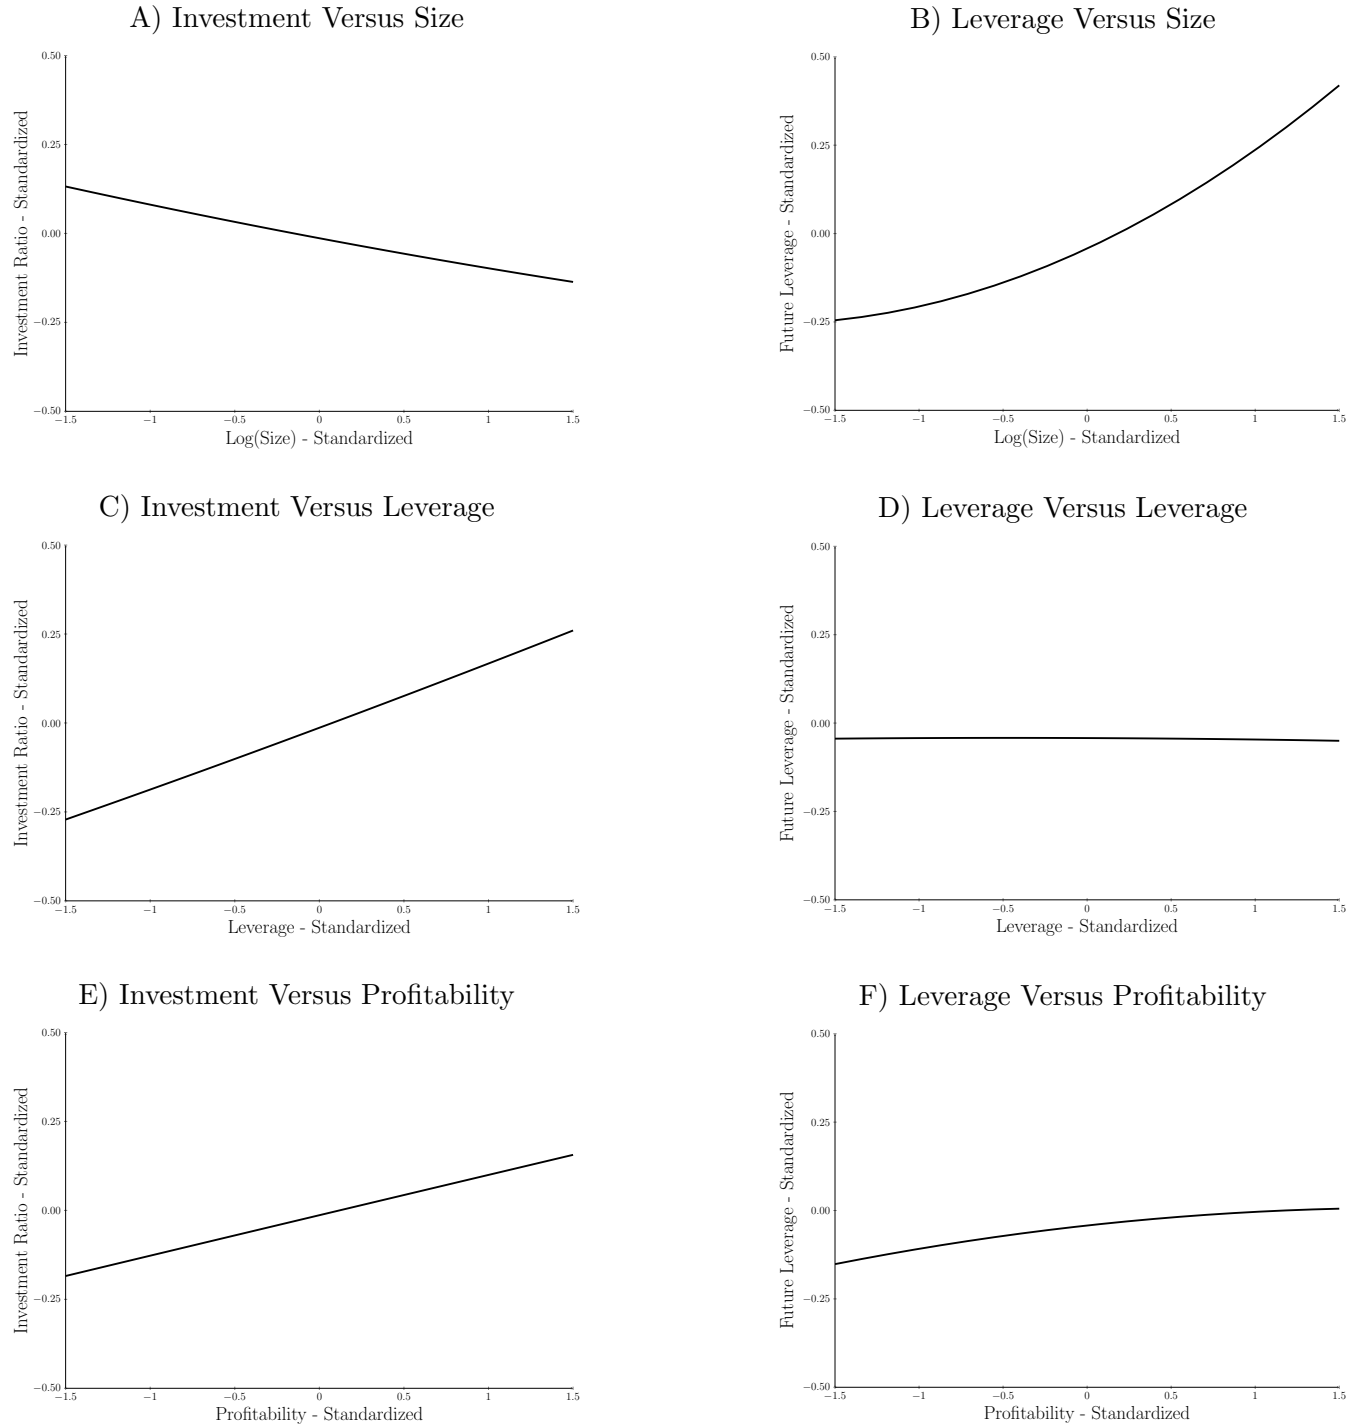 A) Investment Versus Size
0.50
0.25
0.00
−0.25
−0.50
Investment Ratio - Standardized
−1.5 −1 −0.5 0 0.5 1 1.5
Log(Size) - Standardized
B) Leverage Versus Size
0.50
0.25
0.00
−0.25
−0.50
Future Leverage - Standardized
−1.5 −1 −0.5 0 0.5 1 1.5
Log(Size) - Standardized
C) Investment Versus Leverage
0.50
0.25
0.00
−0.25
−0.50
Investment Ratio - Standardized
−1.5 −1 −0.5 0 0.5 1 1.5
Leverage - Standardized
D) Leverage Versus Leverage
0.50
0.25
0.00
−0.25
−0.50
Future Leverage - Standardized
−1.5 −1 −0.5 0 0.5 1 1.5
Leverage - Standardized
E) Investment Versus Profitability
0.50
0.25
0.00
−0.25
−0.50
Investment Ratio - Standardized
−1.5 −1 −0.5 0 0.5 1 1.5
Profitability - Standardized
F) Leverage Versus Profitability
0.50
0.25
0.00
−0.25
−0.50
Future Leverage - Standardized
−1.5 −1 −0.5 0 0.5 1 1.5
Profitability - Standardized